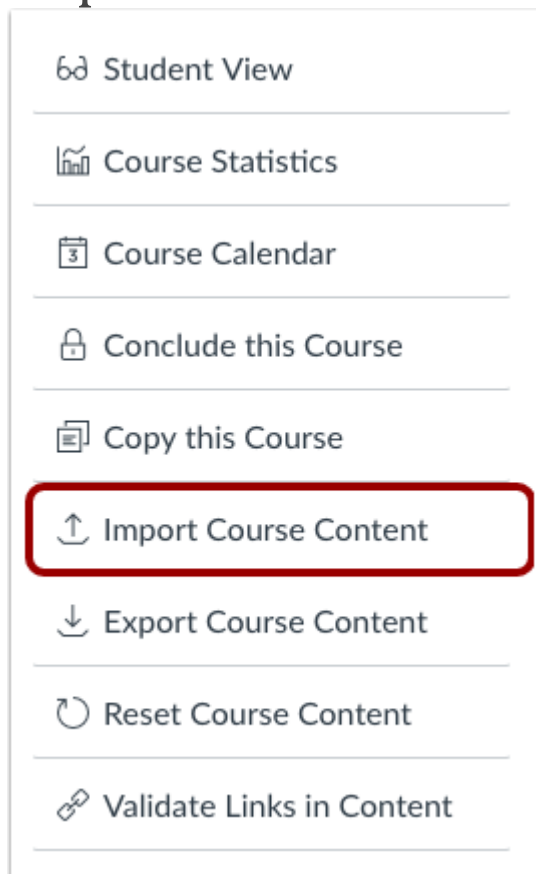 Student View
Course Statistics
3 Course Calendar
Conclude this Course
Copy this Course
Import Course Content
Export Course Content
Reset Course Content
Validate Links in Content